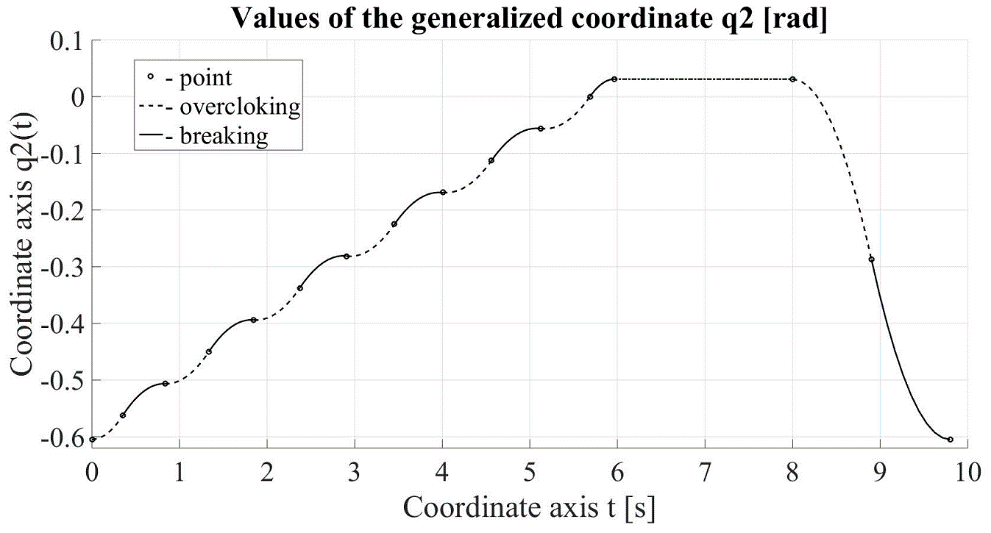 Values of the generalized coordinate q2 [rad]
Coordinate axis q2(t)
0.1
0
-0.1
-0.2
-0.3
-0.4
-0.5
-0.6
- point
- overcloking
- breaking
0 1 2 3 4 5 6 7 8 9 10
Coordinate axis t [s]